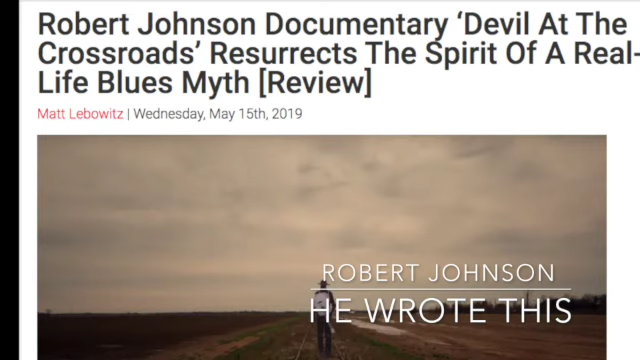 Robert Johnson Documentary ‘Devil At The
Crossroads’ Resurrects The Spirit Of A Real-
Life Blues Myth [Review]
Matt Lebowitz | Wednesday, May 15th, 2019
ROBERT JOHNSON
HE WROTE THIS